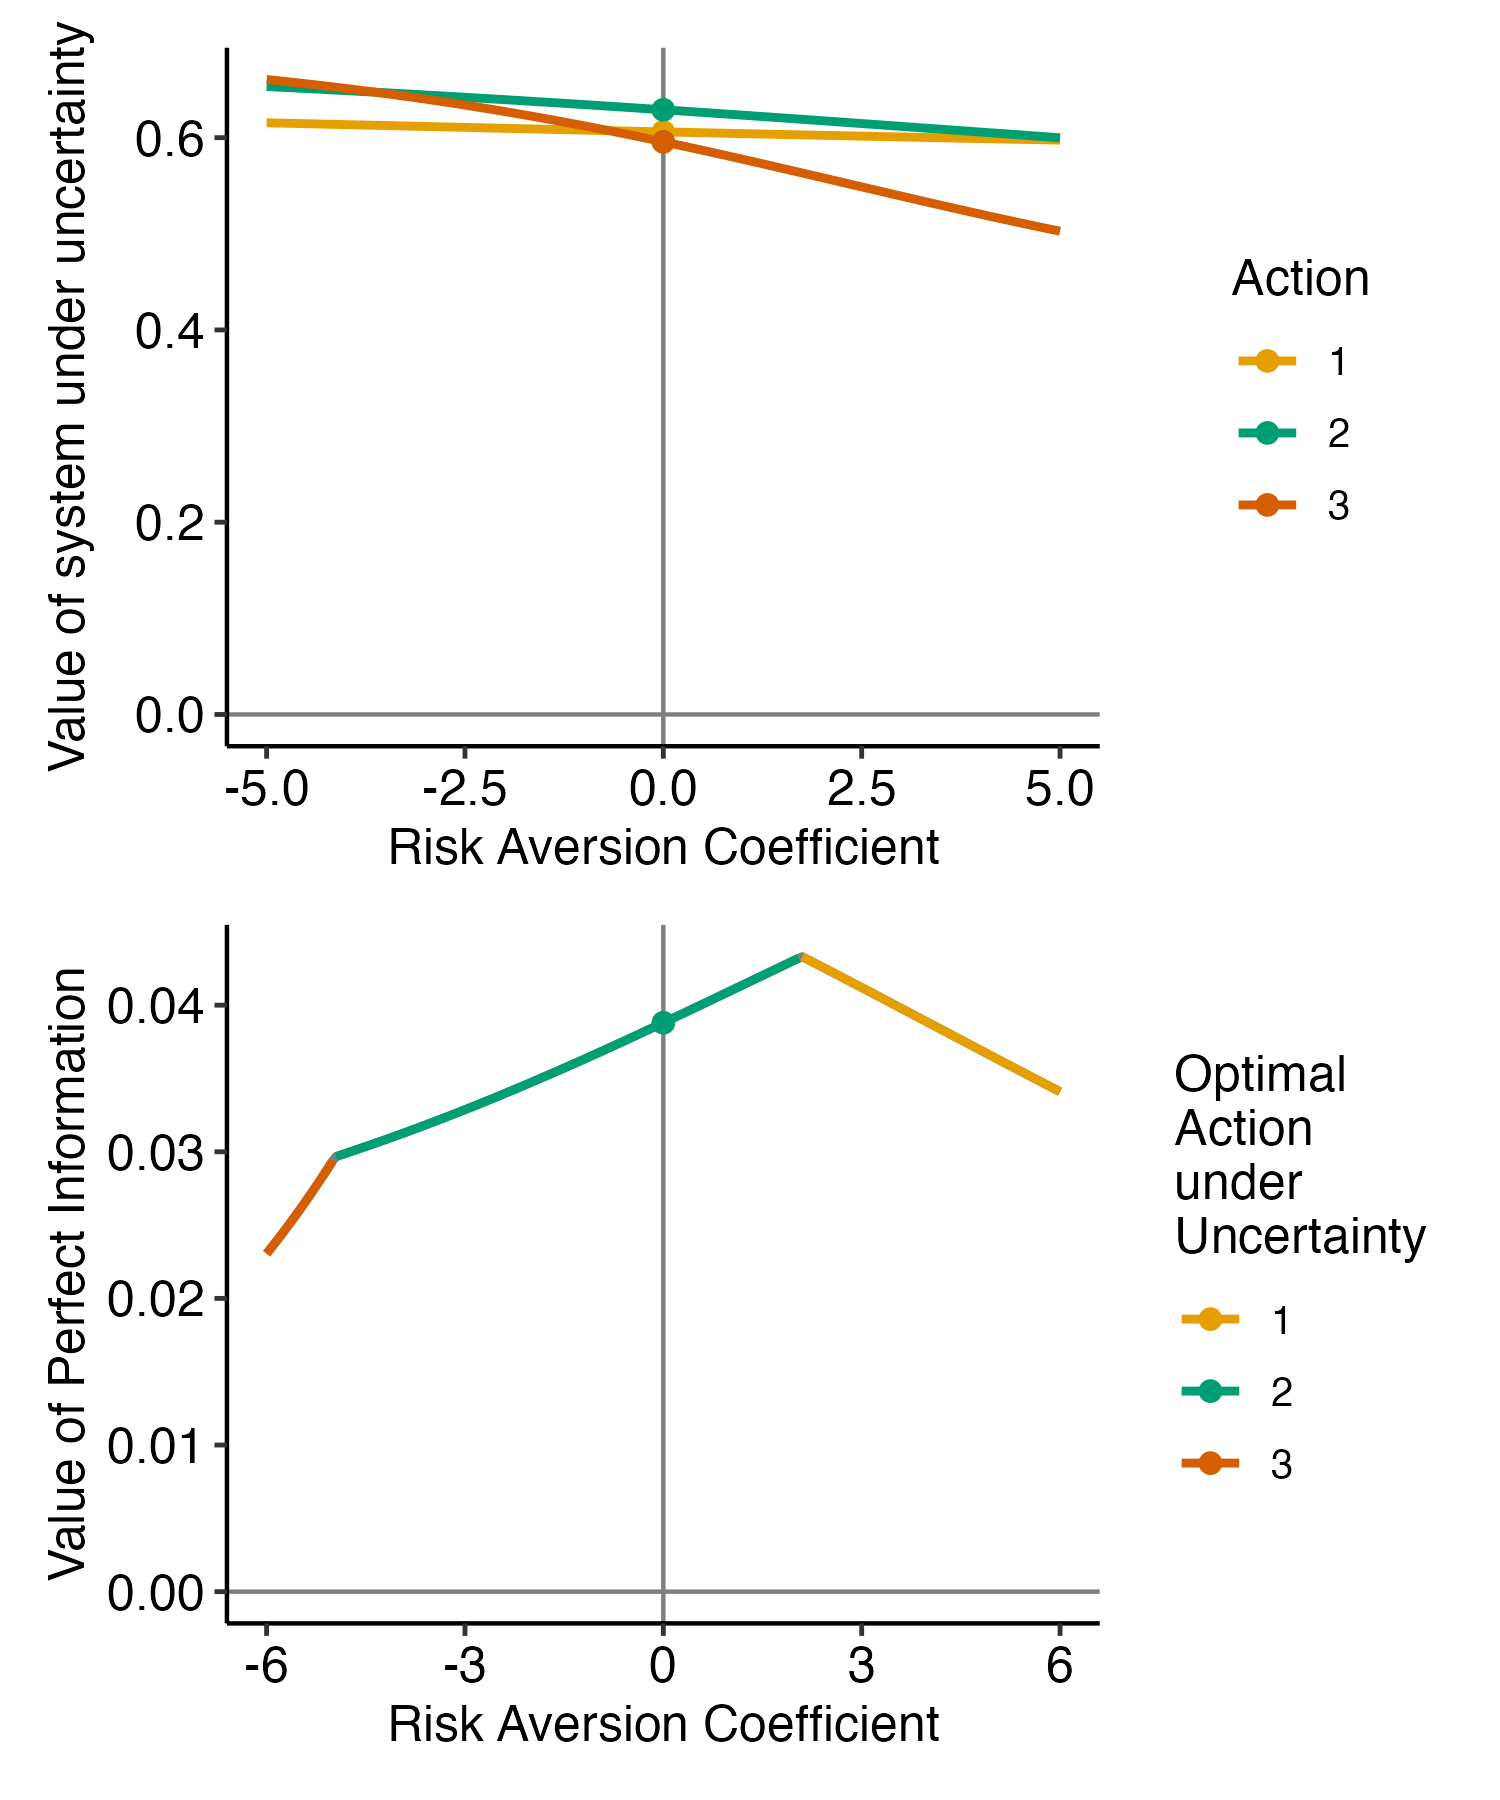 Value of system under uncertainty
0.6
0.4
0.2
0.0
-5.0 -2.5 0.0 2.5 5.0
Risk Aversion Coefficient
Action
1
2
3
Value of Perfect Information
0.04
0.03
0.02
0.01
0.00
-6 -3 0 3 6
Risk Aversion Coefficient
Optimal
Action
under
Uncertainty
1
2
3